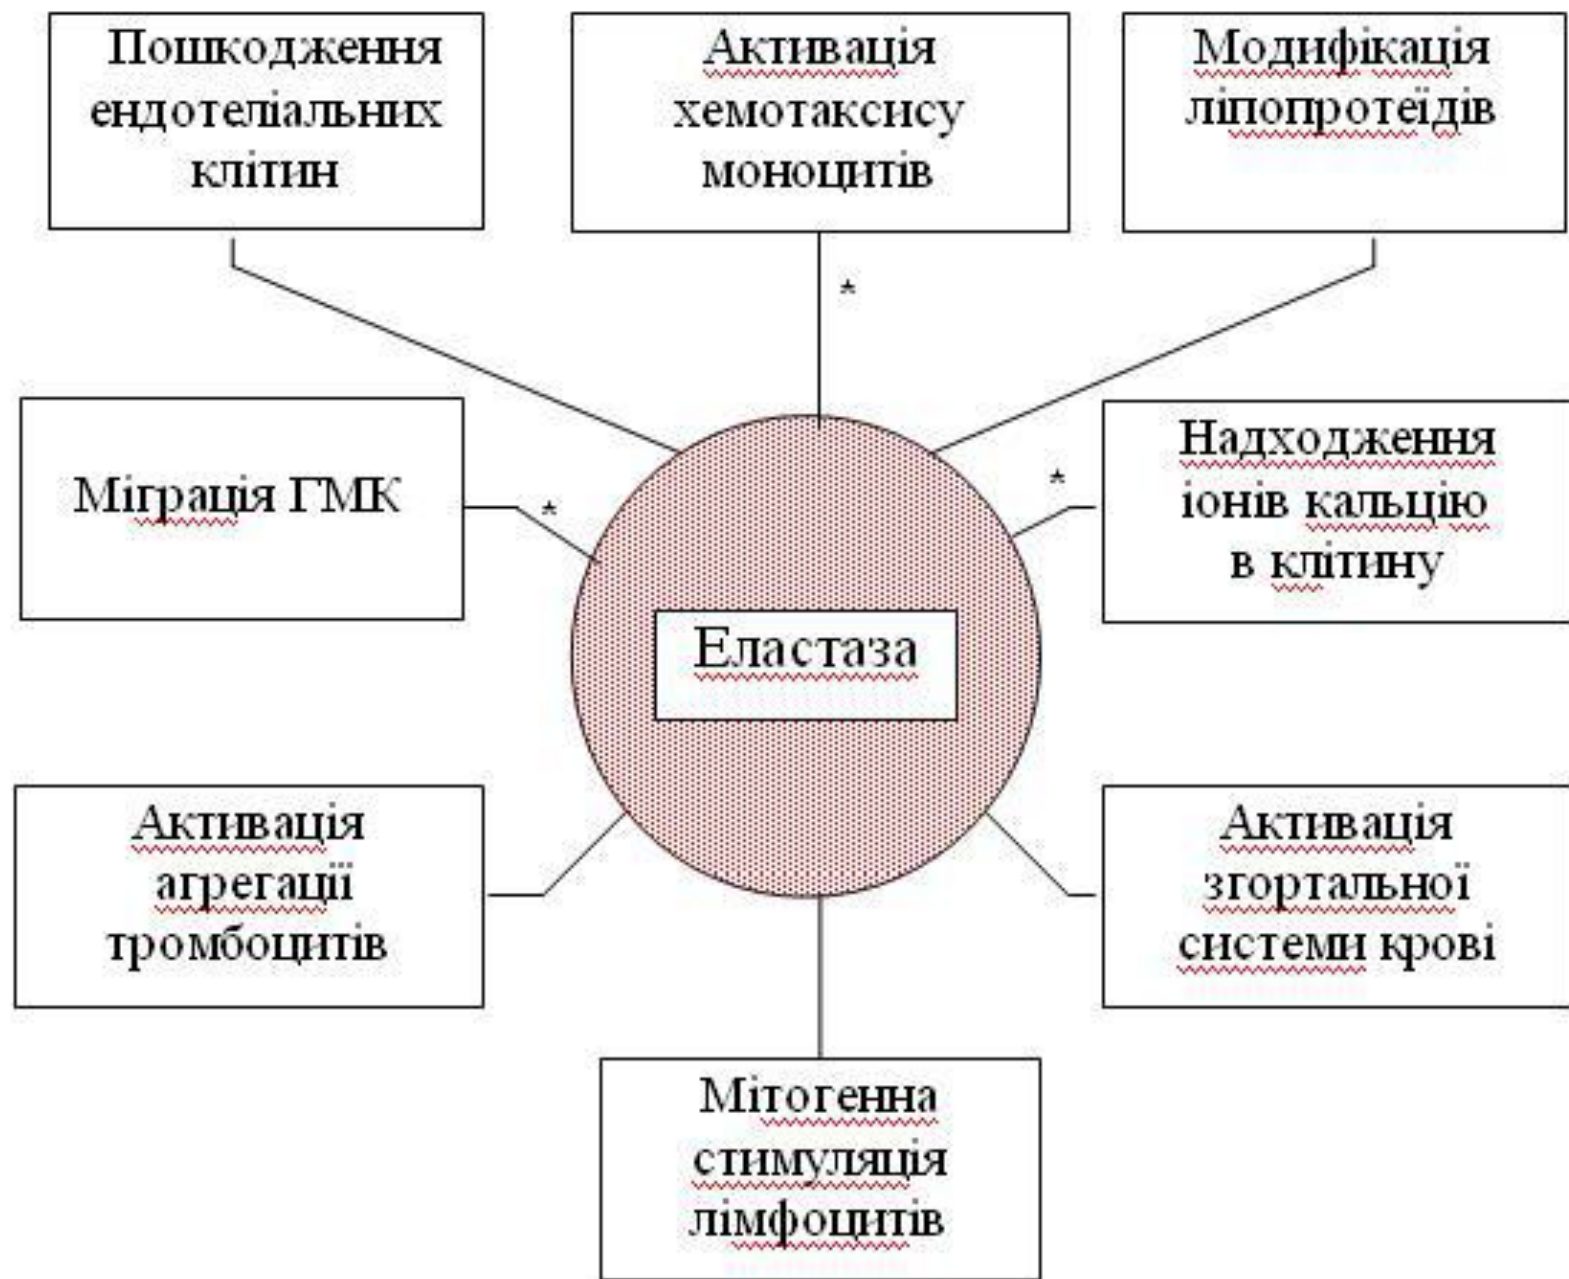 Пошкодження
ендотеліальних
клітин
Активація
хемотаксису
моноцитів
Модифікація
ліпопротеїдів
*
Міграція ГМК
*
*
Надходження
іонів кальцію
в клітину
Еластаза
Активація
агрегації
тромбоцитів
Активація
згортальної
системи крові
Мітогенна
стимуляція
лімфоцитів